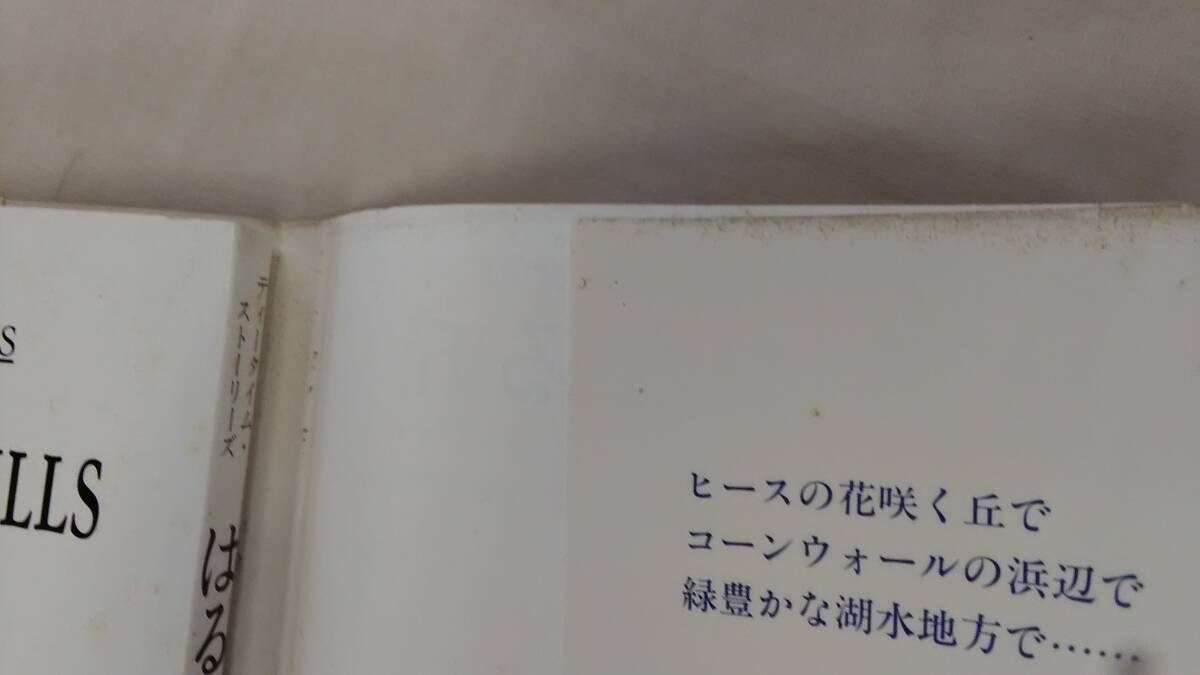 S
ILLS
ティータイム・
ストーリーズ
はる
ヒースの花咲く丘で
コーンウォールの浜辺で
緑豊かな湖水地方で……